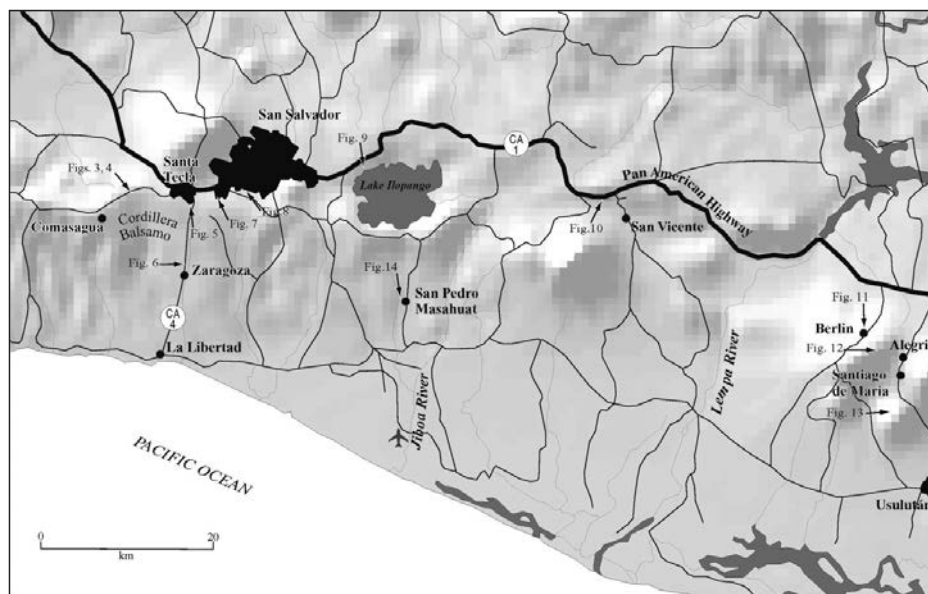 San Salvador
Fig. 9
CA
1
Santa
Tecla
Figs. 3, 4
Lake Ilopango
Pan American
Highway
Fig. 8
Fig. 7
Fig. 5
Fig.10
San Vicente
Comasagua
Cordillera
Balsamo
Fig. 6
Zaragoza
Fig.14
San Pedro
Masahuat
Fig. 11
CA
4
Berlin
La Libertad
Fig. 12
Alegri
Lempa River
Santiago
de Maria
Fig. 13
Jiboa River
PACIFIC OCEAN
Usulután
0
20
km